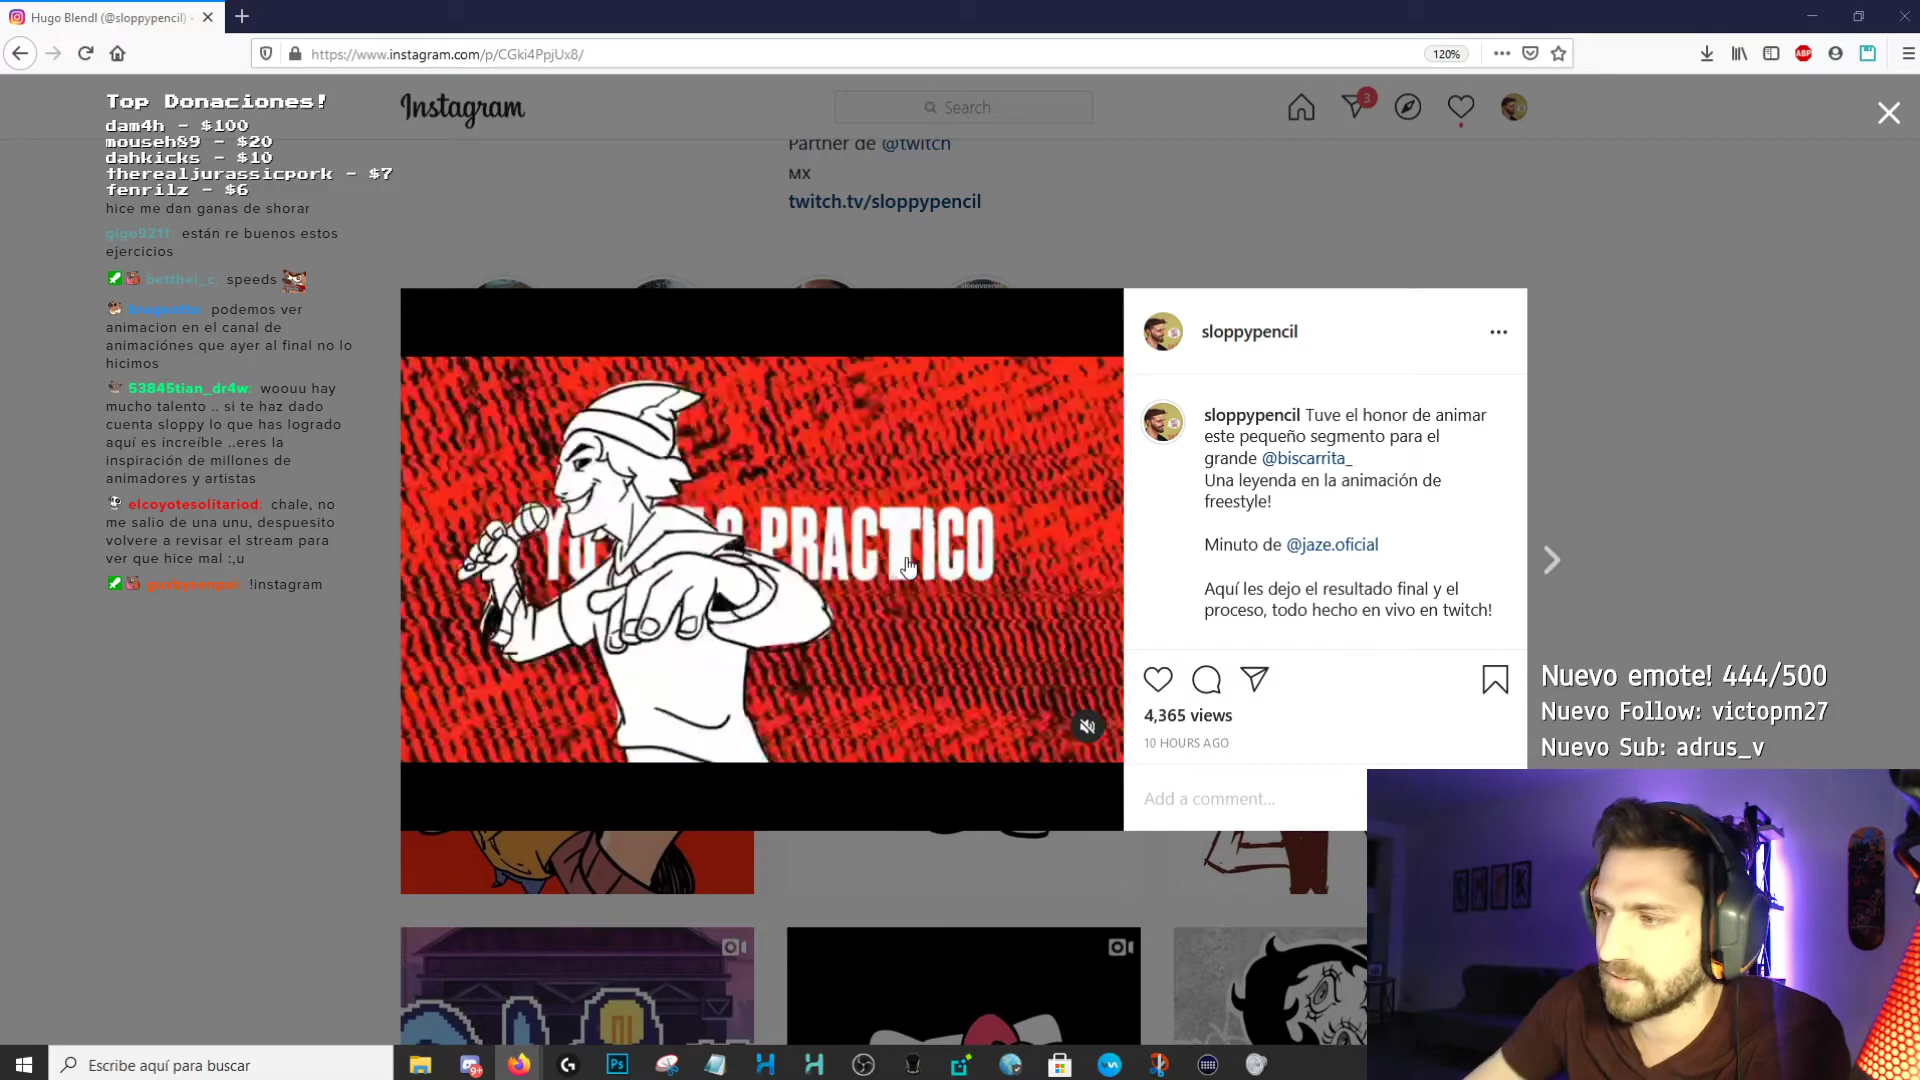 Hugo Blendl (@sloppypencil) ·
https://www.instagram.com/p/CGki4PpjUx8/
120%
ABP
Top Donaciones!
dam4h - $100
mouseh89 - $20
dahkicks - $10
therealjurassicpork - $7
fenrilz - $6
hice me dan ganas de shorar
gigo9211: están re buenos estos
ejercicios
betthel_c: speeds
podemos ver
animacion en el canal de
animaciónes que ayer al final no lo
hicimos
53845tian_dr4w: woouu hay
mucho talento .. si te haz dado
cuenta sloppy lo que has logrado
aquí es increíble ..eres la
inspiración de millones de
animadores y artistas
elcoyotesolitariod: chale, no
me salio de una unu, despuesito
volvere a revisar el stream para
ver que hice mal :,u
!instagram
Instagram
Search
3
Partner de @twitch
MX
twitch.tv/sloppypencil
sloppypencil
PRACTICO
sloppypencil
sloppypencil Tuve el honor de animar
este pequeño segmento para el
grande @biscarrita_
Una leyenda en la animación de
freestyle!
Minuto de @jaze.oficial
Aquí les dejo el resultado final y el
proceso, todo hecho en vivo en twitch!
4,365 views
10 HOURS AGO
Add a comment...
Nuevo emote! 444/500
Nuevo Follow: victopm27
Nuevo Sub: adrus_v
Escribe aquí para buscar
9+
Ps